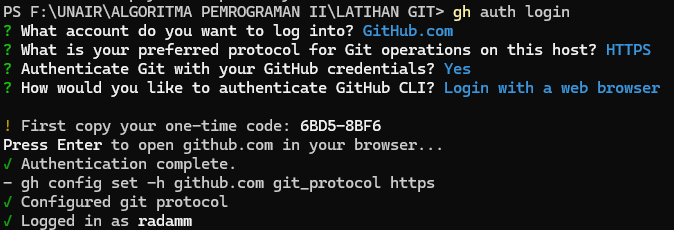 PS F:\UNAIR\ALGORITMA PEMROGRAMAN II\LATIHAN GIT> gh auth login
? What account do you want to log into? GitHub.com
? What is your preferred protocol for Git operations on this host? HTTPS
? Authenticate Git with your GitHub credentials? Yes
? How would you like to authenticate GitHub CLI? Login with a web browser
! First copy your one-time code: 6BD5-8BF6
Press Enter to open github.com in your browser...
✓ Authentication complete.
- gh config set -h github.com git_protocol https
✓ Configured git protocol
✓ Logged in as radamm